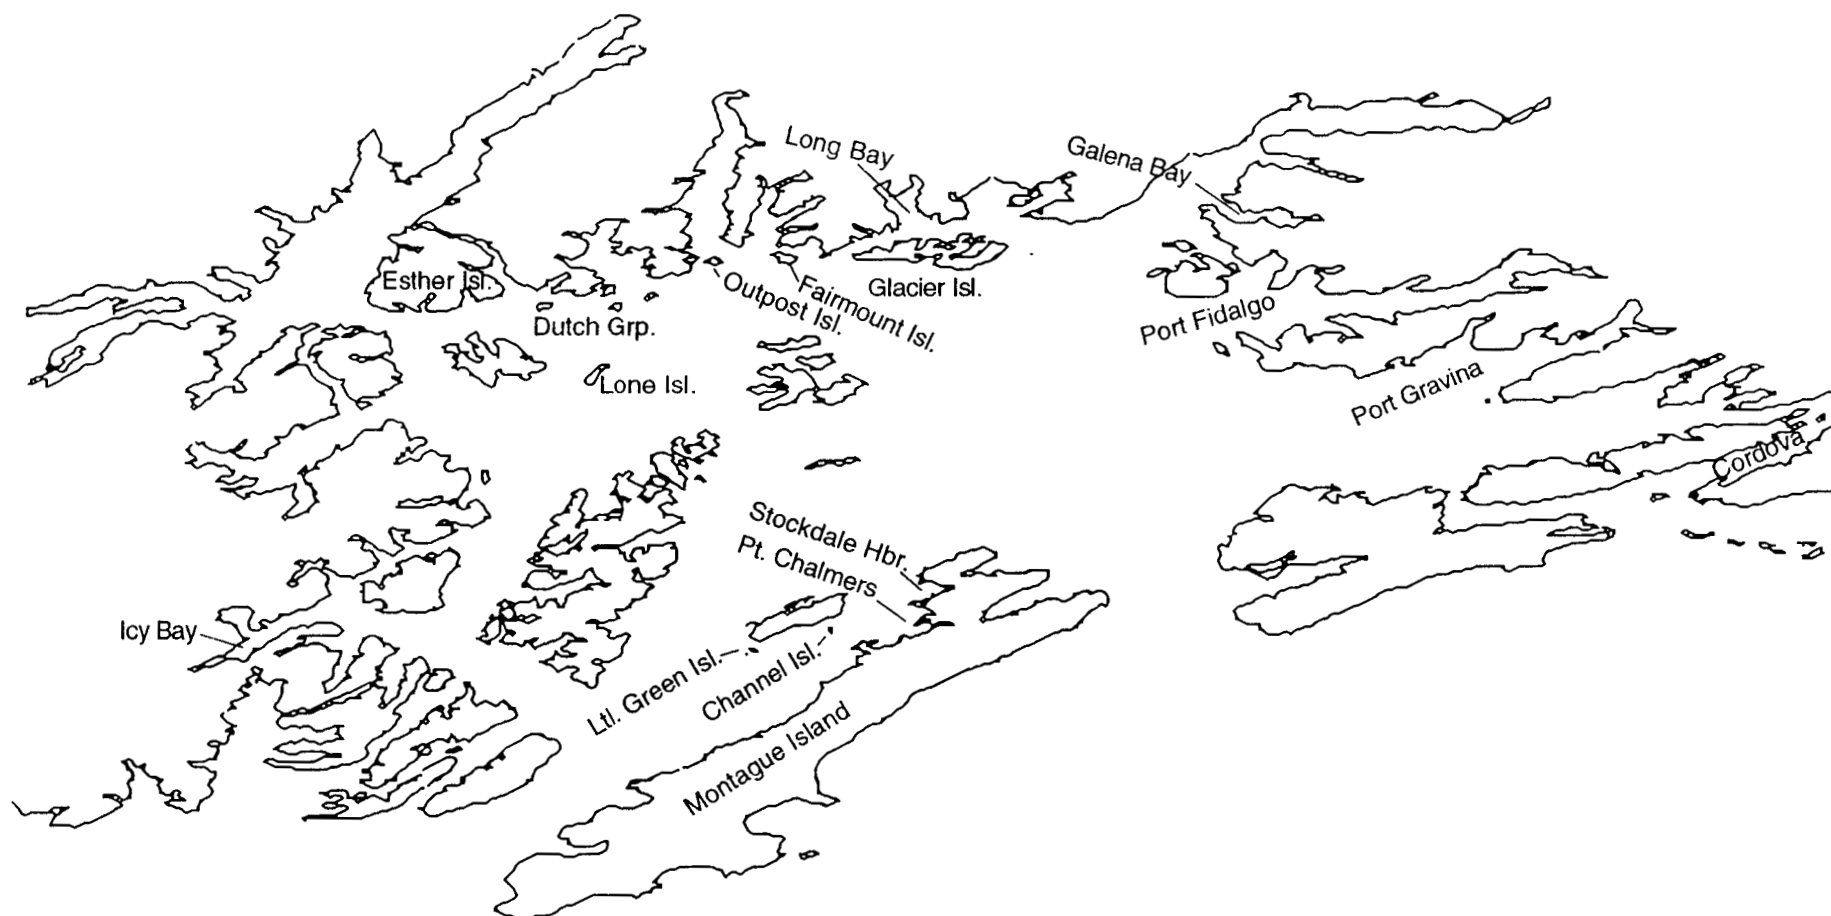 Long Bay
Galena Bay
Esther Isl.
Outpost Isl.
Fairmount Isl.
Glacier Isl.
Dutch Grp.
Port Fidalgo
Lone Isl.
Port Gravina
Cordova
Stockdale Hbr.
Pt. Chalmers
Icy Bay
Ltl. Green Isl.
Channel Isl.
Montague Island